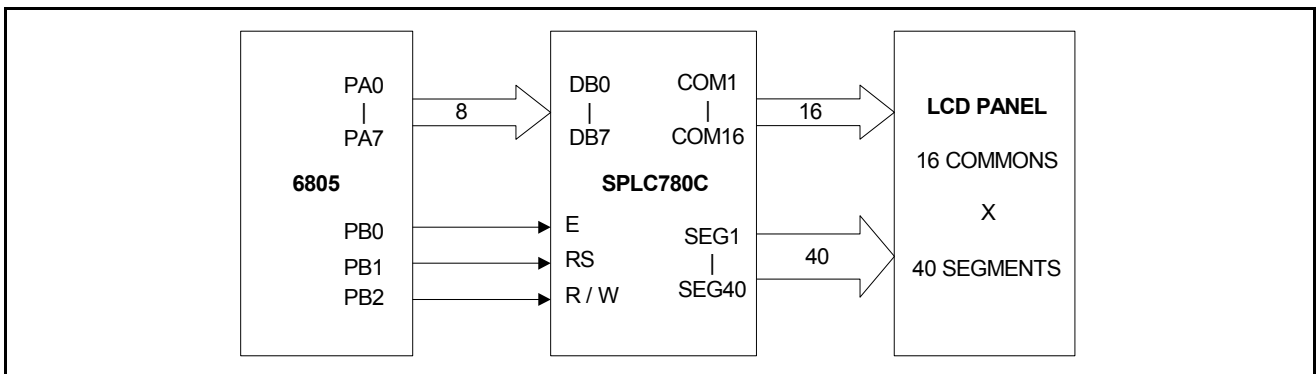 PA0
|
PA7
6805
PB0
PB1
PB2
8
DB0
|
DB7
COM1
|
COM16
SPLC780C
E
RS
R / W
SEG1
|
SEG40
16
40
LCD PANEL
16 COMMONS
X
40 SEGMENTS